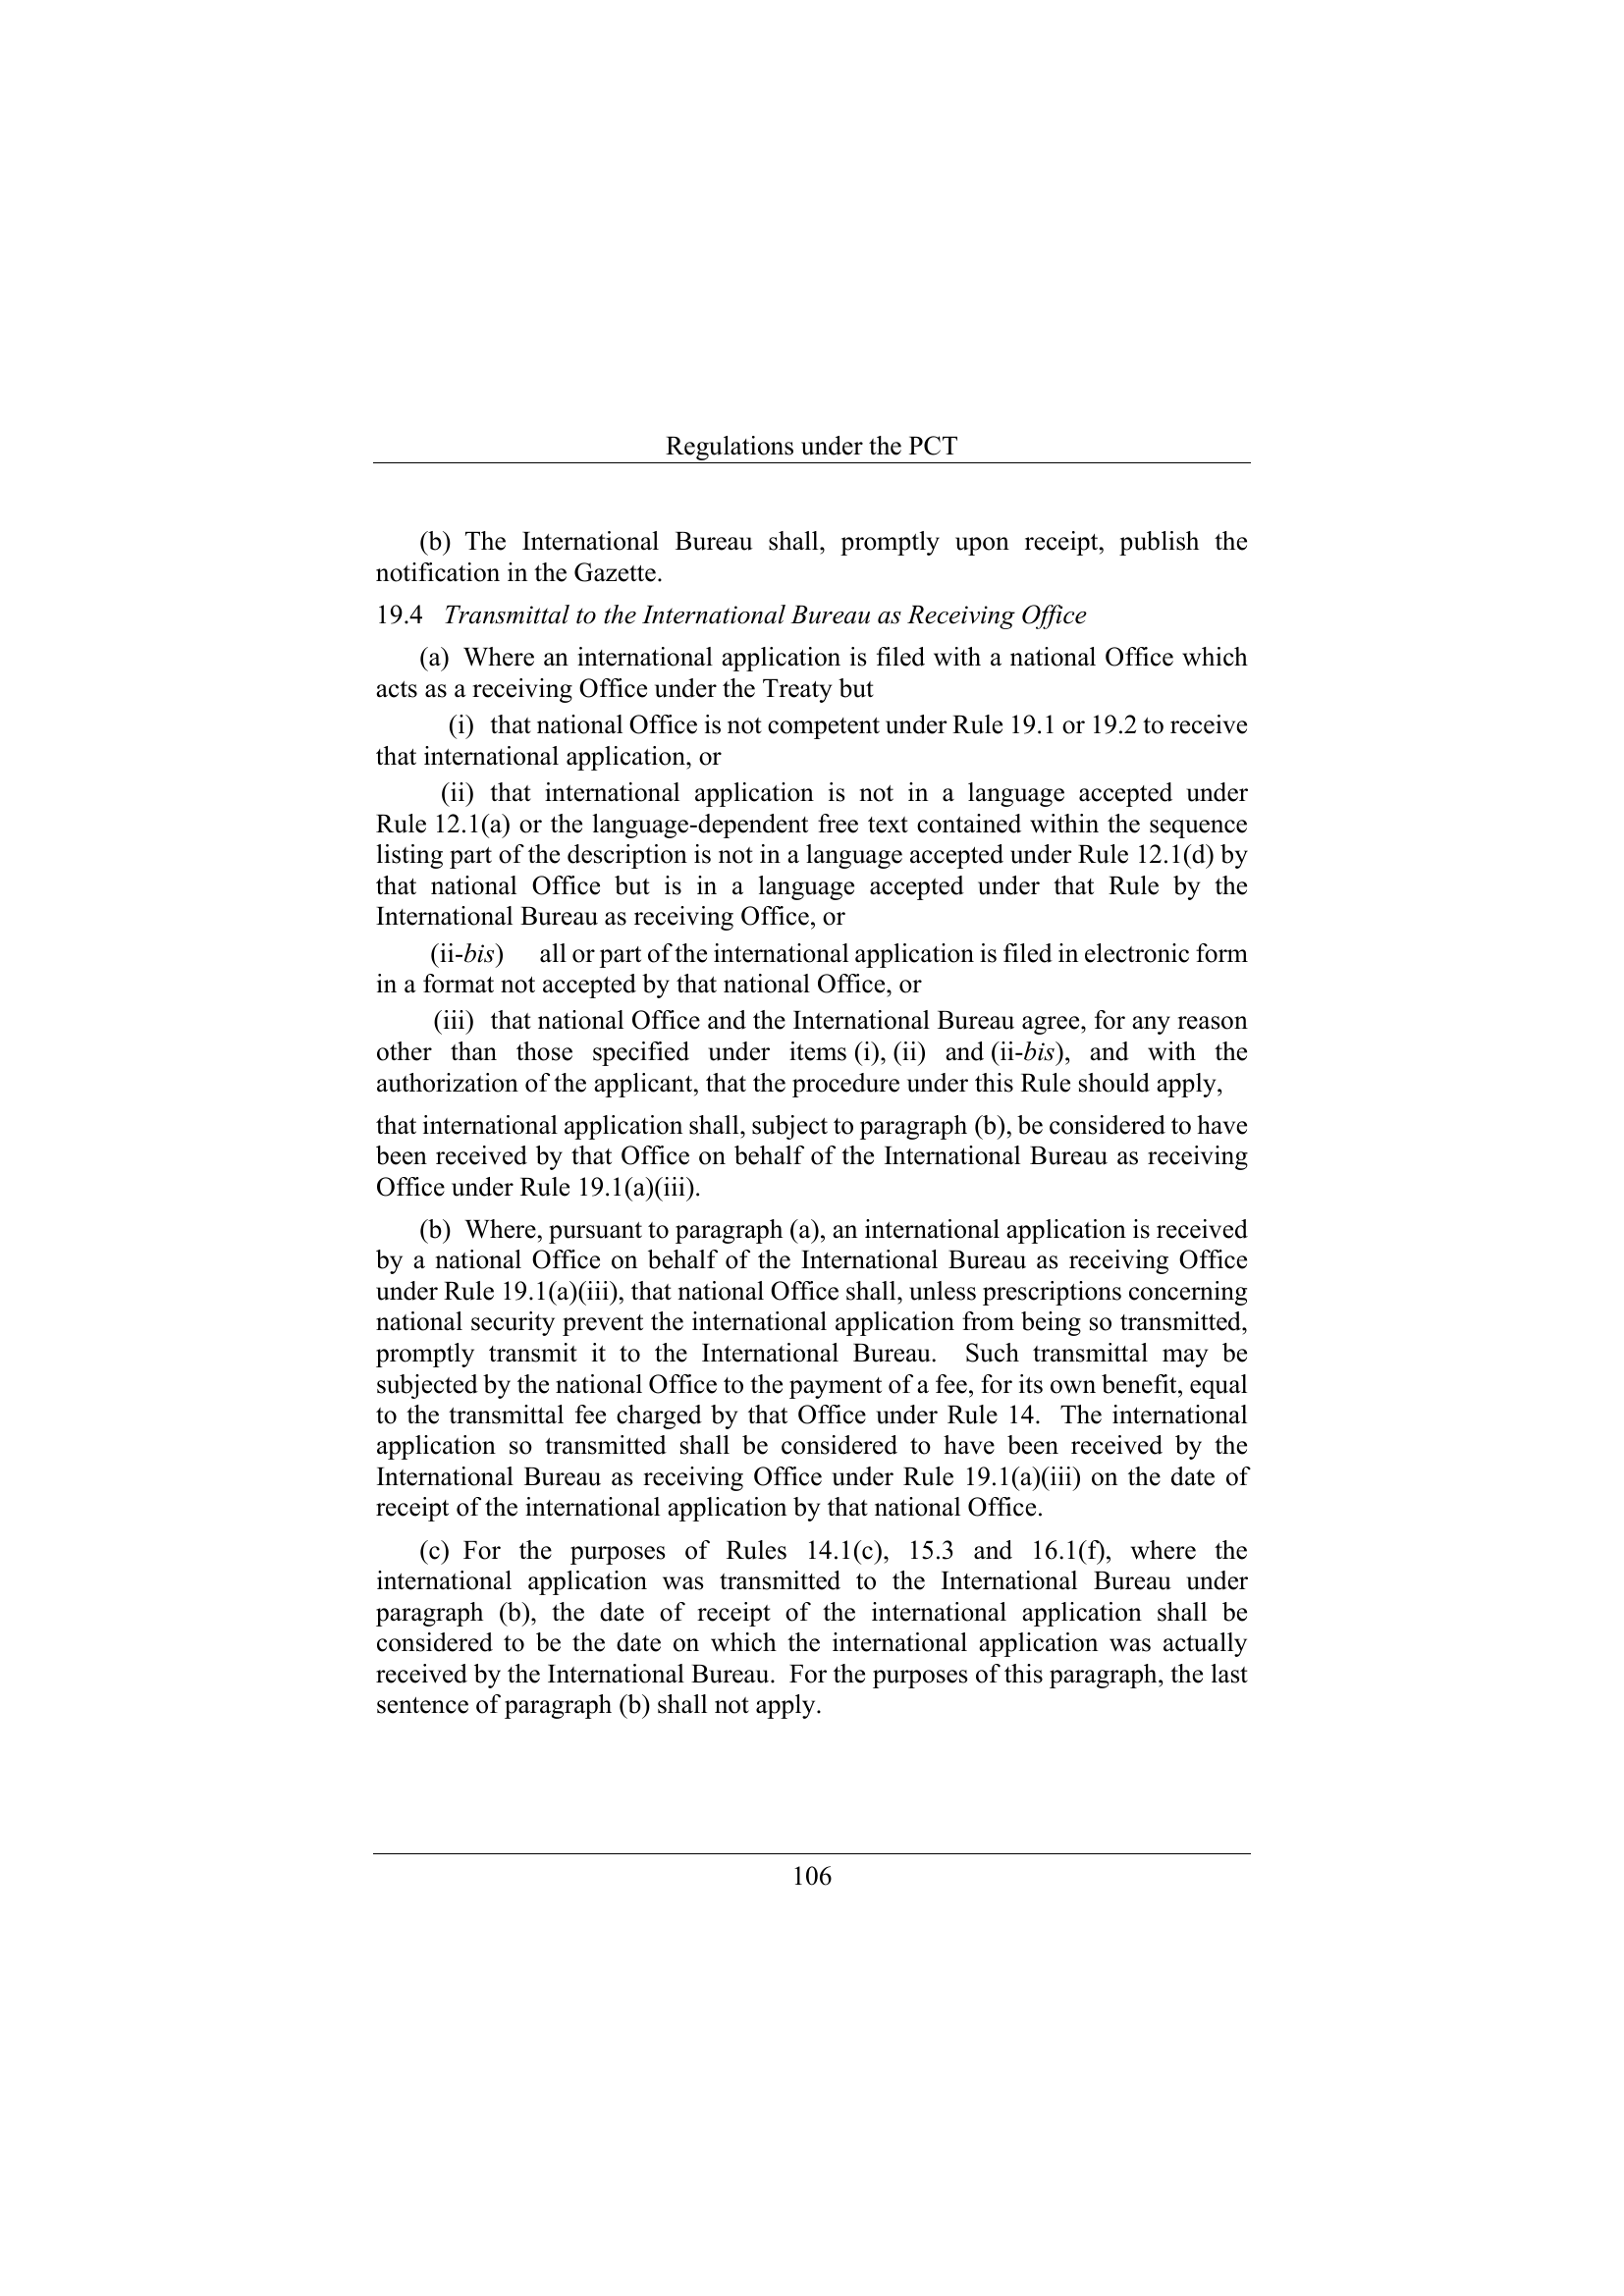 Regulations under the PCT
(b) The International Bureau shall, promptly upon receipt, publish the
notification in the Gazette.
19.4 Transmittal to the International Bureau as Receiving Office
(a) Where an international application is filed with a national Office which
acts as a receiving Office under the Treaty but
(i) that national Office is not competent under Rule 19.1 or 19.2 to receive
that international application, or
(ii) that international application is not in a language accepted under
Rule 12.1(a) or the language-dependent free text contained within the sequence
listing part of the description is not in a language accepted under Rule 12.1(d) by
that national Office but is in a language accepted under that Rule by the
International Bureau as receiving Office, or
(ii-bis) all or part of the international application is filed in electronic form
in a format not accepted by that national Office, or
(iii) that national Office and the International Bureau agree, for any reason
other than those specified under items (i), (ii) and (ii-bis), and with the
authorization of the applicant, that the procedure under this Rule should apply,
that international application shall, subject to paragraph (b), be considered to have
been received by that Office on behalf of the International Bureau as receiving
Office under Rule 19.1(a)(iii).
(b) Where, pursuant to paragraph (a), an international application is received
by a national Office on behalf of the International Bureau as receiving Office
under Rule 19.1(a)(iii), that national Office shall, unless prescriptions concerning
national security prevent the international application from being so transmitted,
promptly transmit it to the International Bureau. Such transmittal may be
subjected by the national Office to the payment of a fee, for its own benefit, equal
to the transmittal fee charged by that Office under Rule 14. The international
application so transmitted shall be considered to have been received by the
International Bureau as receiving Office under Rule 19.1(a)(iii) on the date of
receipt of the international application by that national Office.
(c) For the purposes of Rules 14.1(c), 15.3 and 16.1(f), where the
international application was transmitted to the International Bureau under
paragraph (b), the date of receipt of the international application shall be
considered to be the date on which the international application was actually
received by the International Bureau. For the purposes of this paragraph, the last
sentence of paragraph (b) shall not apply.
106